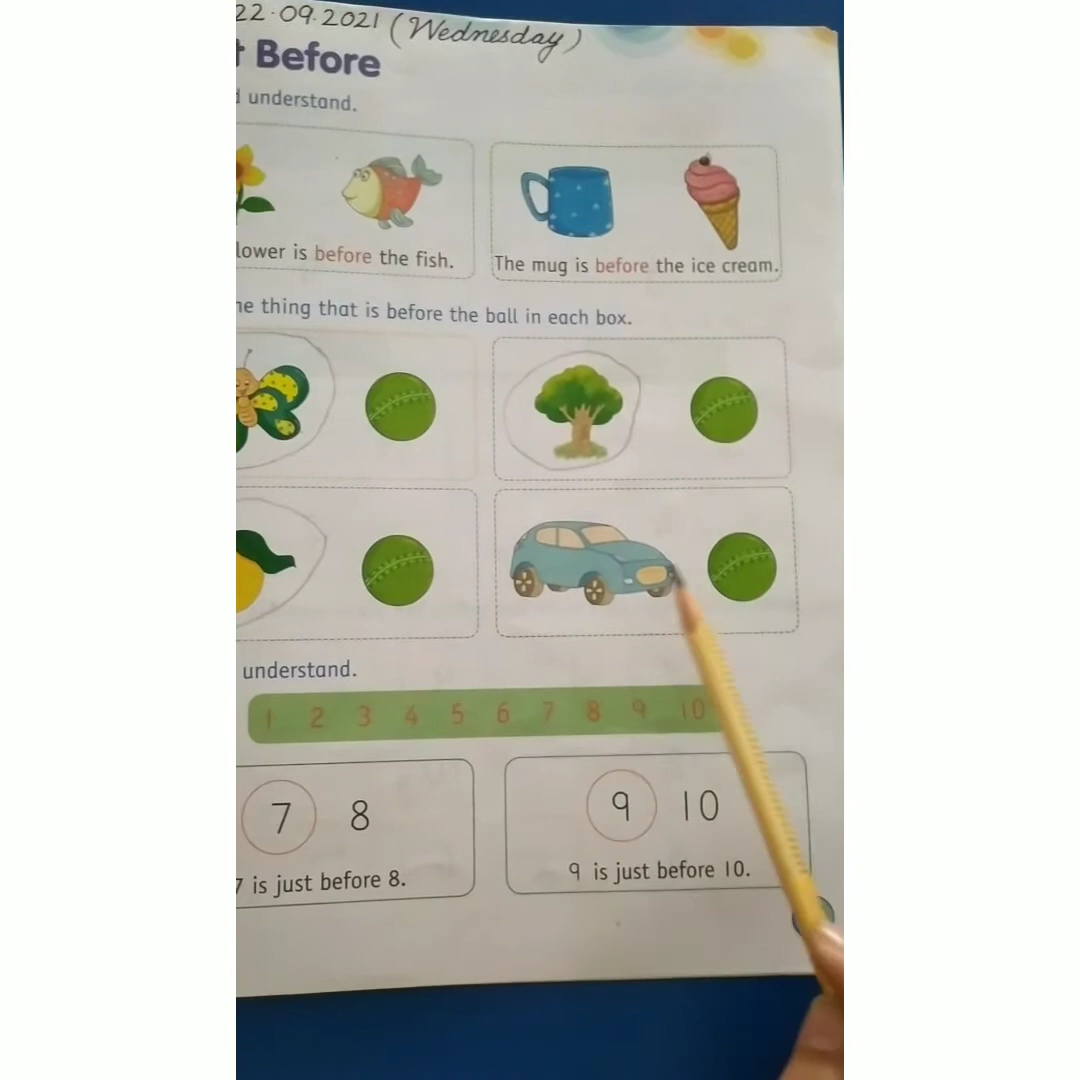 22.09.2021 (Wednesday)
Before
understand.
lower is before the fish.
The mug is before the ice cream.
he thing that is before the ball in each box.
understand.
1 2 3 4 5 6 7 8 9 10
7 8
9 10
7 is just before 8.
9 is just before 10.